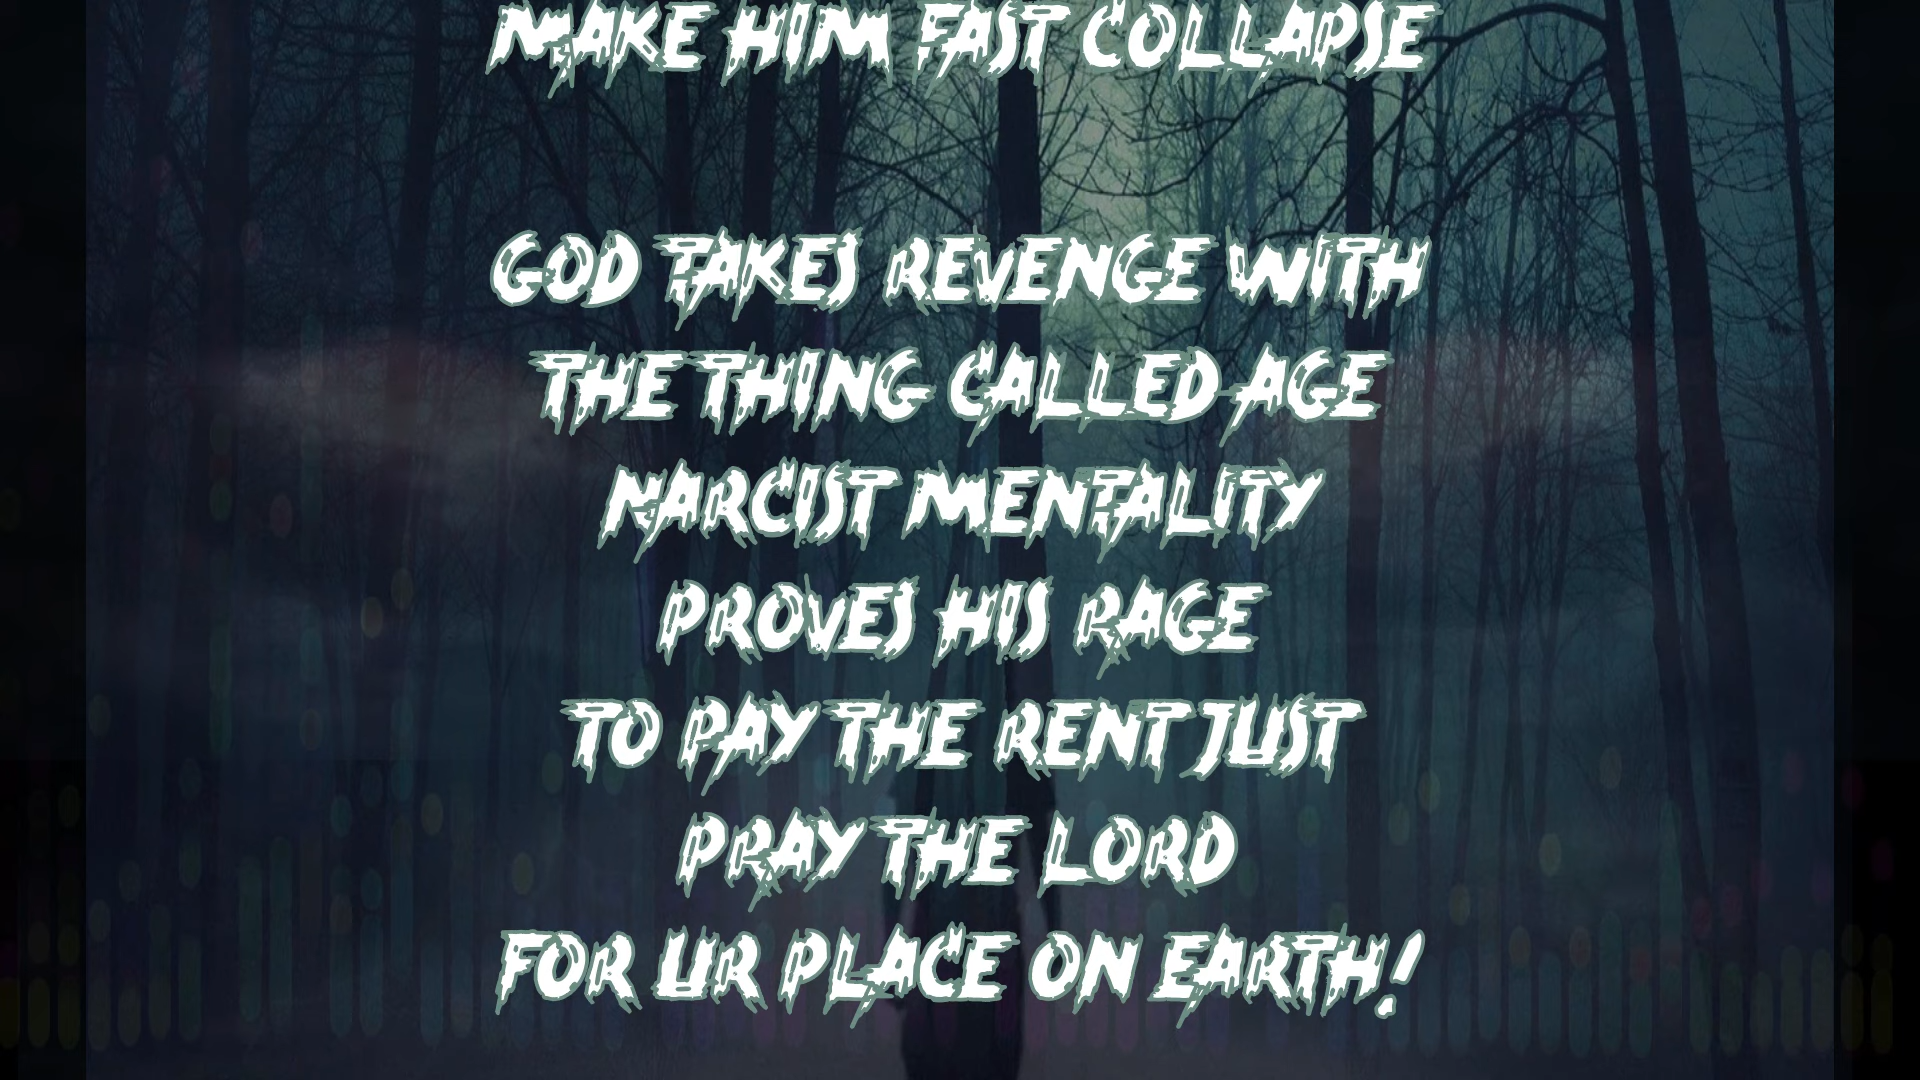 MAKE HIM FAST COLLAPSE
GOD TAKES REVENGE WITH
THE THING CALLED AGE
NARCIST MENTALITY
PROVES HIS RAGE
TO PAY THE RENT JUST
PRAY THE LORD
FOR UR PLACE ON EARTH!